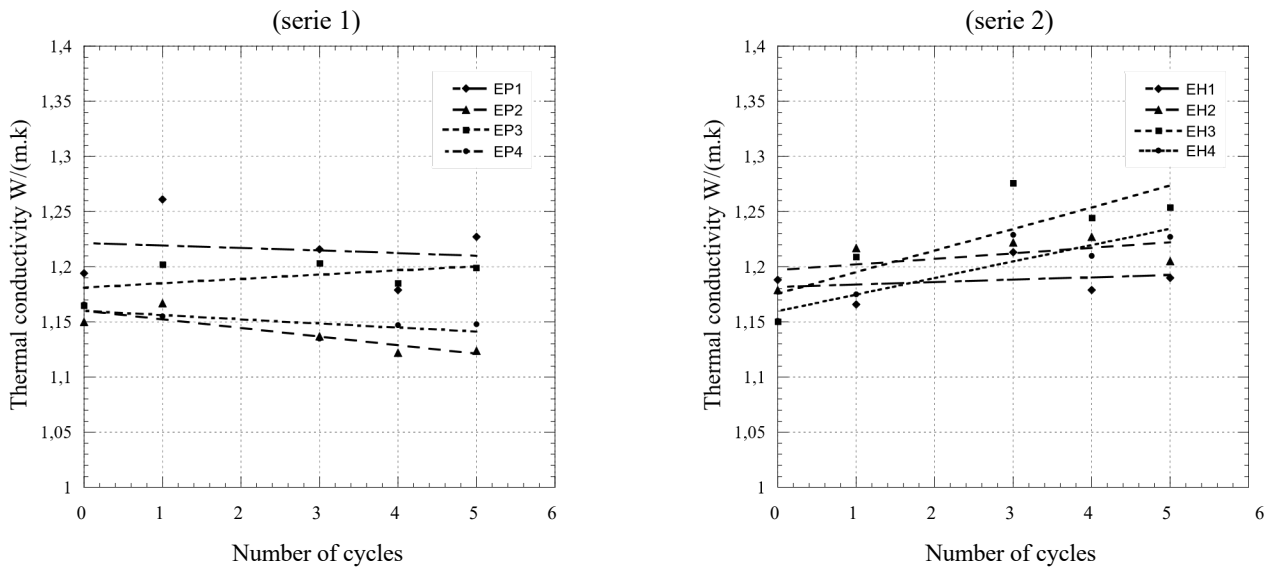 (serie 1)
Thermal conductivity W/(m.k)
1,4
1,35
1,3
1,25
1,2
1,15
1,1
1,05
1
EP1
EP2
EP3
EP4
0 1 2 3 4 5 6
Number of cycles
(serie 2)
Thermal conductivity W/(m.k)
1,4
1,35
1,3
1,25
1,2
1,15
1,1
1,05
1
EH1
EH2
EH3
EH4
0 1 2 3 4 5 6
Number of cycles